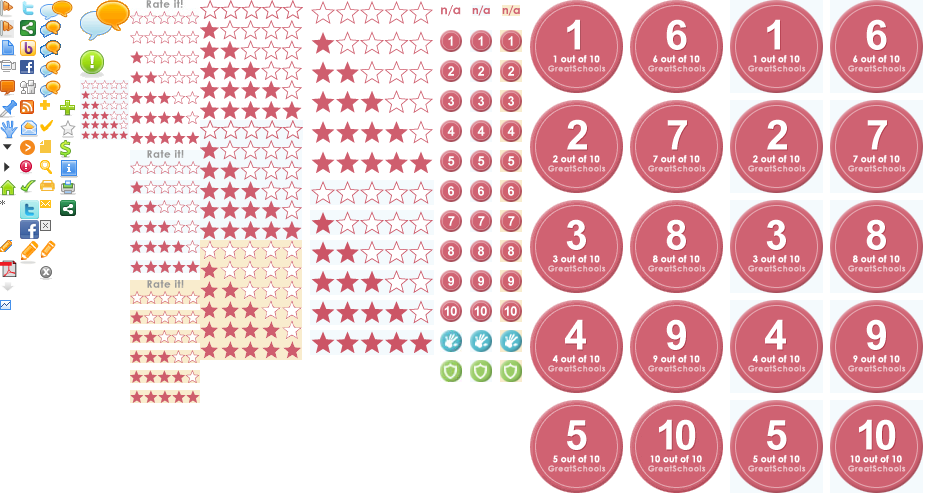 Rate it!
Rate it!
Rate it!
n/a n/a n/a
1 1 1
2 2 2
3 3 3
4 4 4
5 5 5
6 6 6
7 7 7
8 8 8
9 9 9
10 10 10
1 6 1 6
1 out of 10 6 out of 10 1 out of 10 6 out of 10
GreatSchools GreatSchools GreatSchools GreatSchools
2 7 2 7
2 out of 10 7 out of 10 2 out of 10 7 out of 10
GreatSchools GreatSchools GreatSchools GreatSchools
3 8 3 8
3 out of 10 8 out of 10 3 out of 10 8 out of 10
GreatSchools GreatSchools GreatSchools GreatSchools
4 9 4 9
4 out of 10 9 out of 10 4 out of 10 9 out of 10
GreatSchools GreatSchools GreatSchools GreatSchools
5 10 5 10
5 out of 10 10 out of 10 5 out of 10 10 out of 10
GreatSchools GreatSchools GreatSchools GreatSchools